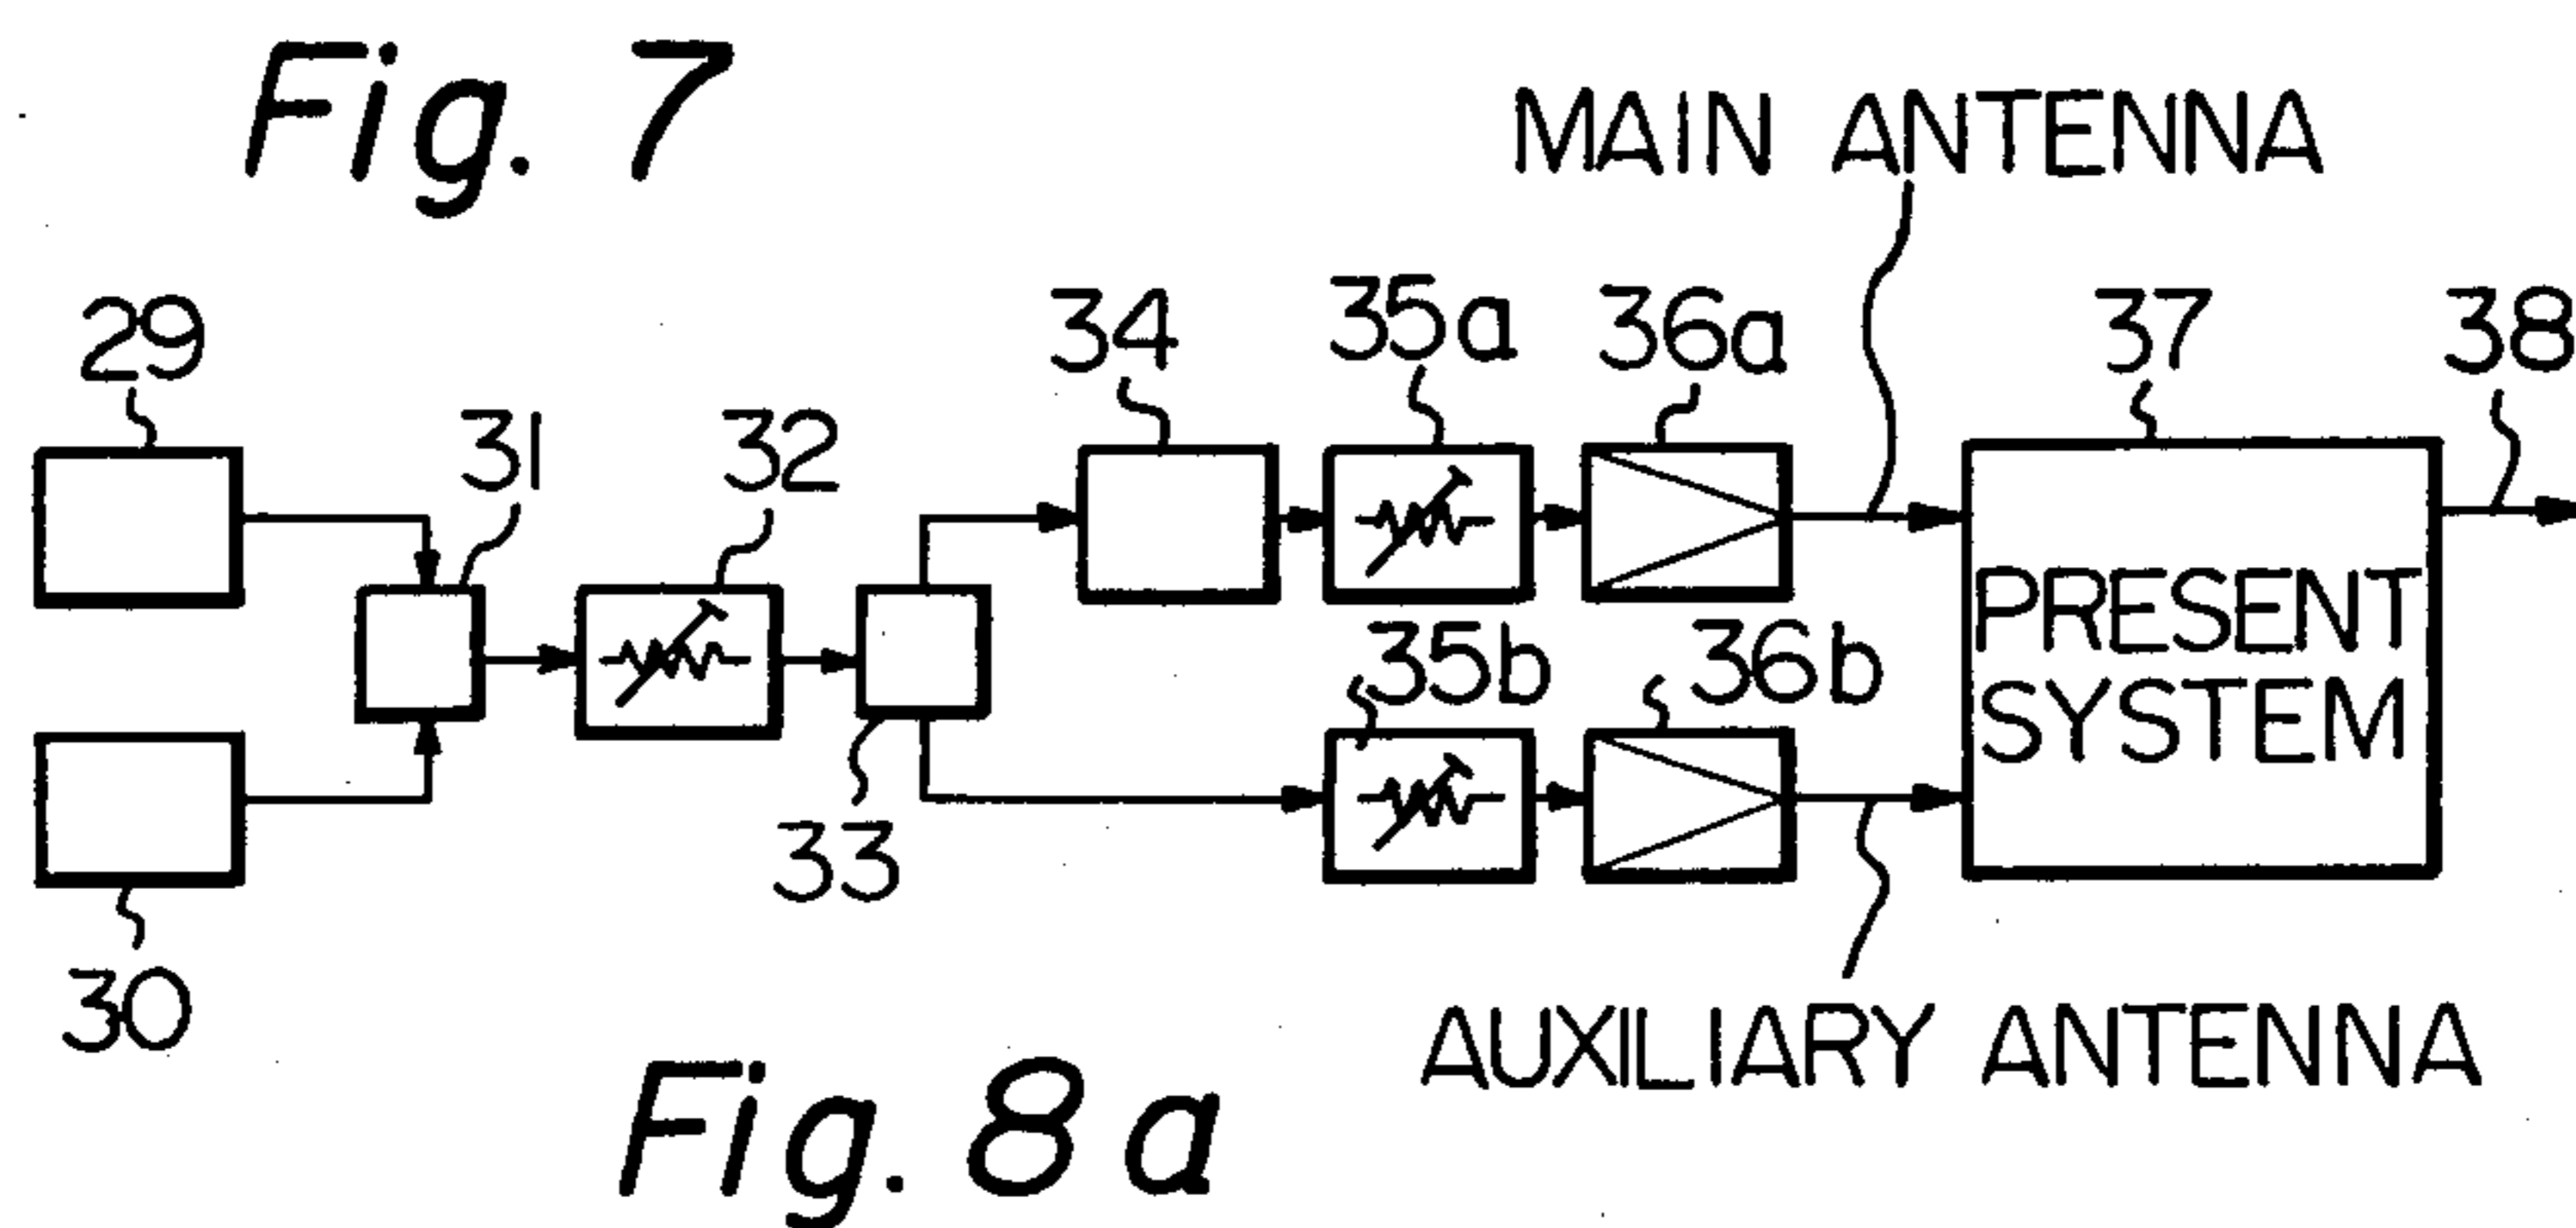 Fig. 7
MAIN ANTENNA
29
31
32
34
35a
36a
37
38
PRESENT
SYSTEM
35b
36b
33
30
AUXILIARY ANTENNA
Fig. 8a